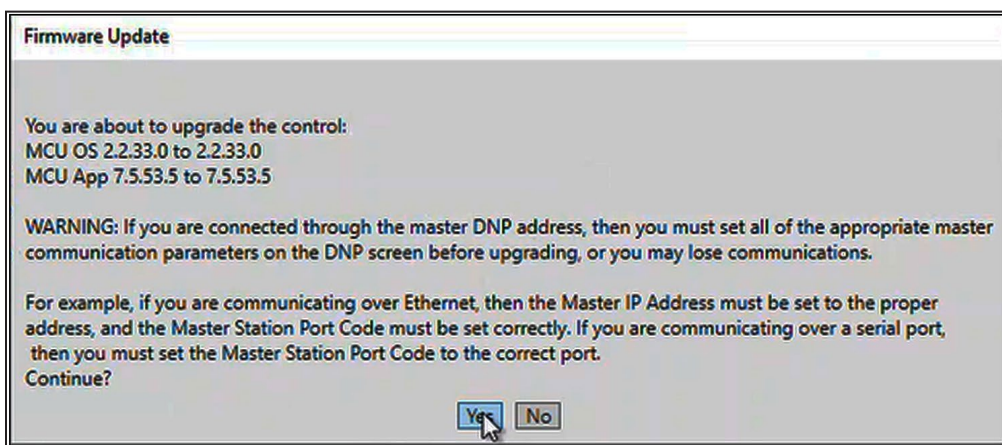 Firmware Update
You are about to upgrade the control:
MCU OS 2.2.33.0 to 2.2.33.0
MCU App 7.5.53.5 to 7.5.53.5
WARNING: If you are connected through the master DNP address, then you must set all of the appropriate master
communication parameters on the DNP screen before upgrading, or you may lose communications.
For example, if you are communicating over Ethernet, then the Master IP Address must be set to the proper
address, and the Master Station Port Code must be set correctly. If you are communicating over a serial port,
then you must set the Master Station Port Code to the correct port.
Continue?
Yes No